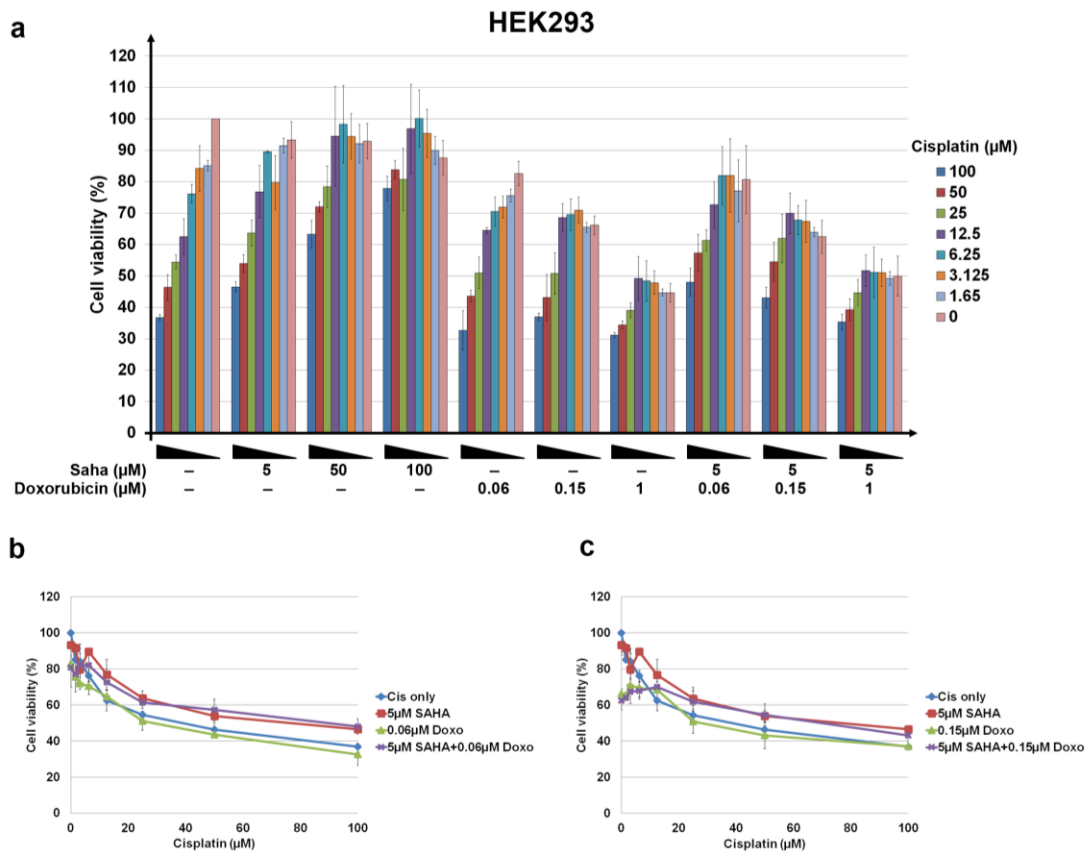 HEK293
a
120
110
100
90
80
70
60
50
40
30
20
10
0
Cell viability (%)
Cisplatin (µM)
100
50
25
12.5
6.25
3.125
1.65
0
Saha (µM) – 5 50 100 – – – 5 5 5
Doxorubicin (µM) – – – – 0.06 0.15 1 0.06 0.15 1
b
120
100
80
60
40
20
0
Cell viability (%)
0 20 40 60 80 100
Cisplatin (µM)
Cis only
5µM SAHA
0.06µM Doxo
5µM SAHA+0.06µM Doxo
c
120
100
80
60
40
20
0
Cell viability (%)
0 20 40 60 80 100
Cisplatin (µM)
Cis only
5µM SAHA
0.15µM Doxo
5µM SAHA+0.15µM Doxo